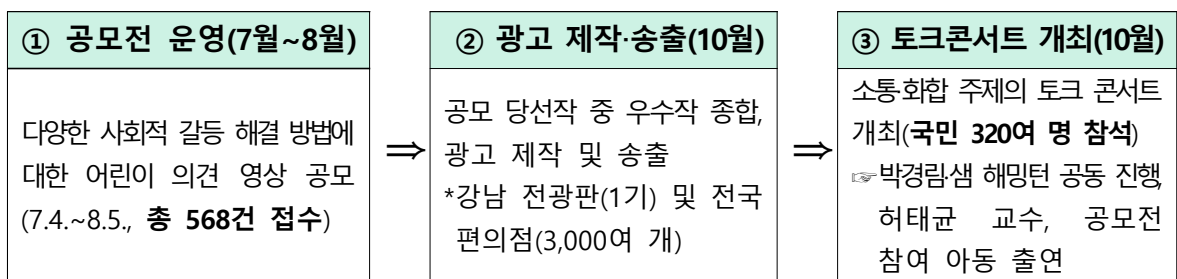 ① 공모전 운영(7월~8월)
다양한 사회적 갈등 해결 방법에
대한 어린이 의견 영상 공모
(7.4.~8.5., 총 568건 접수)
⇒
② 광고 제작·송출(10월)
공모 당선작 중 우수작 종합,
광고 제작 및 송출
*강남 전광판(1기) 및 전국
편의점(3,000여 개)
⇒
③ 토크콘서트 개최(10월)
소통·화합 주제의 토크 콘서트
개최(국민 320여 명 참석)
☞박경림·샘 해밍턴 공동 진행,
허태균 교수, 공모전
참여 아동 출연